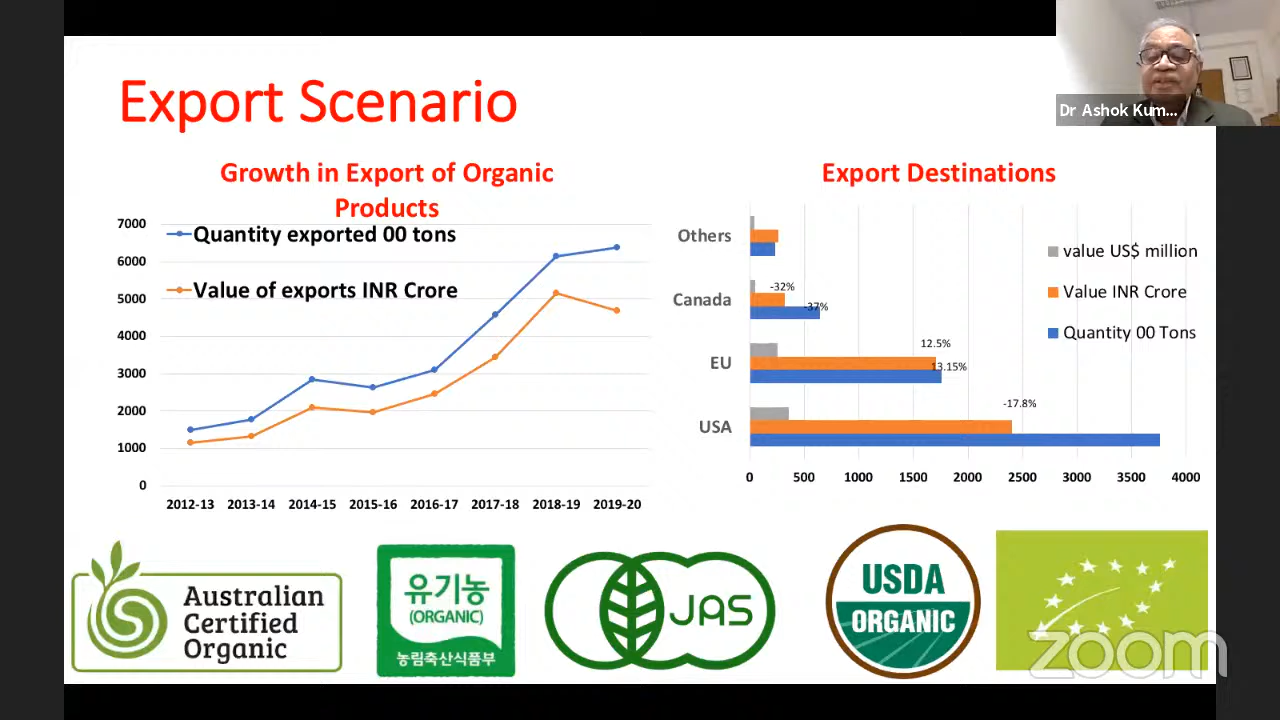 Export Scenario
Dr Ashok Kum...
Growth in Export of Organic
Products
7000
6000
5000
4000
3000
2000
1000
0
Quantity exported 00 tons
Value of exports INR Crore
2012-13 2013-14 2014-15 2015-16 2016-17 2017-18 2018-19 2019-20
Export Destinations
Others
Canada
EU
USA
-32%
-37%
12.5%
13.15%
-17.8%
value US$ million
Value INR Crore
Quantity 00 Tons
0 500 1000 1500 2000 2500 3000 3500 4000
Australian
Certified
Organic
유기농
(ORGANIC)
농림축산식품부
JAS
USDA
ORGANIC
zoom